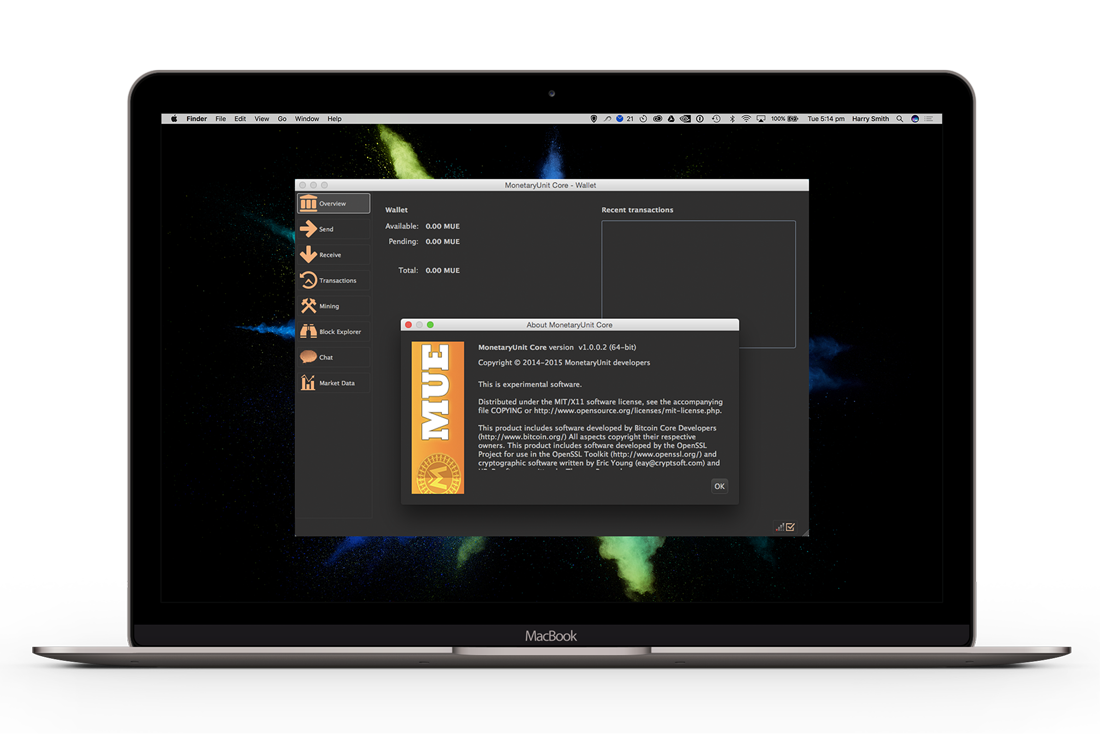 Finder File Edit View Go Window Help 21 100% Tue 5:14 pm Harry Smith
MonetaryUnit Core - Wallet
Overview
Send
Receive
Transactions
Mining
Block Explorer
Chat
Market Data
Wallet
Available: 0.00 MUE
Pending: 0.00 MUE
Total: 0.00 MUE
Recent transactions
About MonetaryUnit Core
MUE
MonetaryUnit Core version v1.0.0.2 (64-bit)
Copyright © 2014-2015 MonetaryUnit developers
This is experimental software.
Distributed under the MIT/X11 software license, see the accompanying
file COPYING or http://www.opensource.org/licenses/mit-license.php.
This product includes software developed by Bitcoin Core Developers
(http://www.bitcoin.org/) All aspects copyright their respective
owners. This product includes software developed by the OpenSSL
Project for use in the OpenSSL Toolkit (http://www.openssl.org/) and
cryptographic software written by Eric Young (eay@cryptsoft.com) and
OK
MacBook